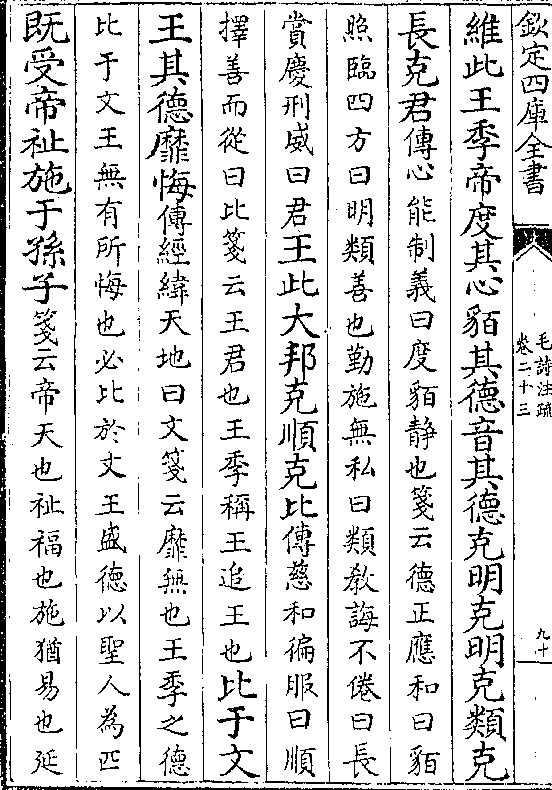 欽定四庫全書
毛詩注疏
卷二十三
九十
維此王季帝度其心貊其德音其德克明克明克類克
長克君傳心能制義曰度貊静也箋云德正應和曰貊
照臨四方曰明類善也勤施無私曰類教誨不倦曰長
賞慶刑威曰君王此大邦克順克比傳慈和徧服曰順
擇善而從曰比箋云王君也王季稱王追王也比于文
王其德靡悔傳經緯天地曰文箋云靡無也王季之德
比于文王無有所悔也必比於文王盛德以聖人為匹
既受帝祉施于孫子箋云帝天也祉福也施猶易也延